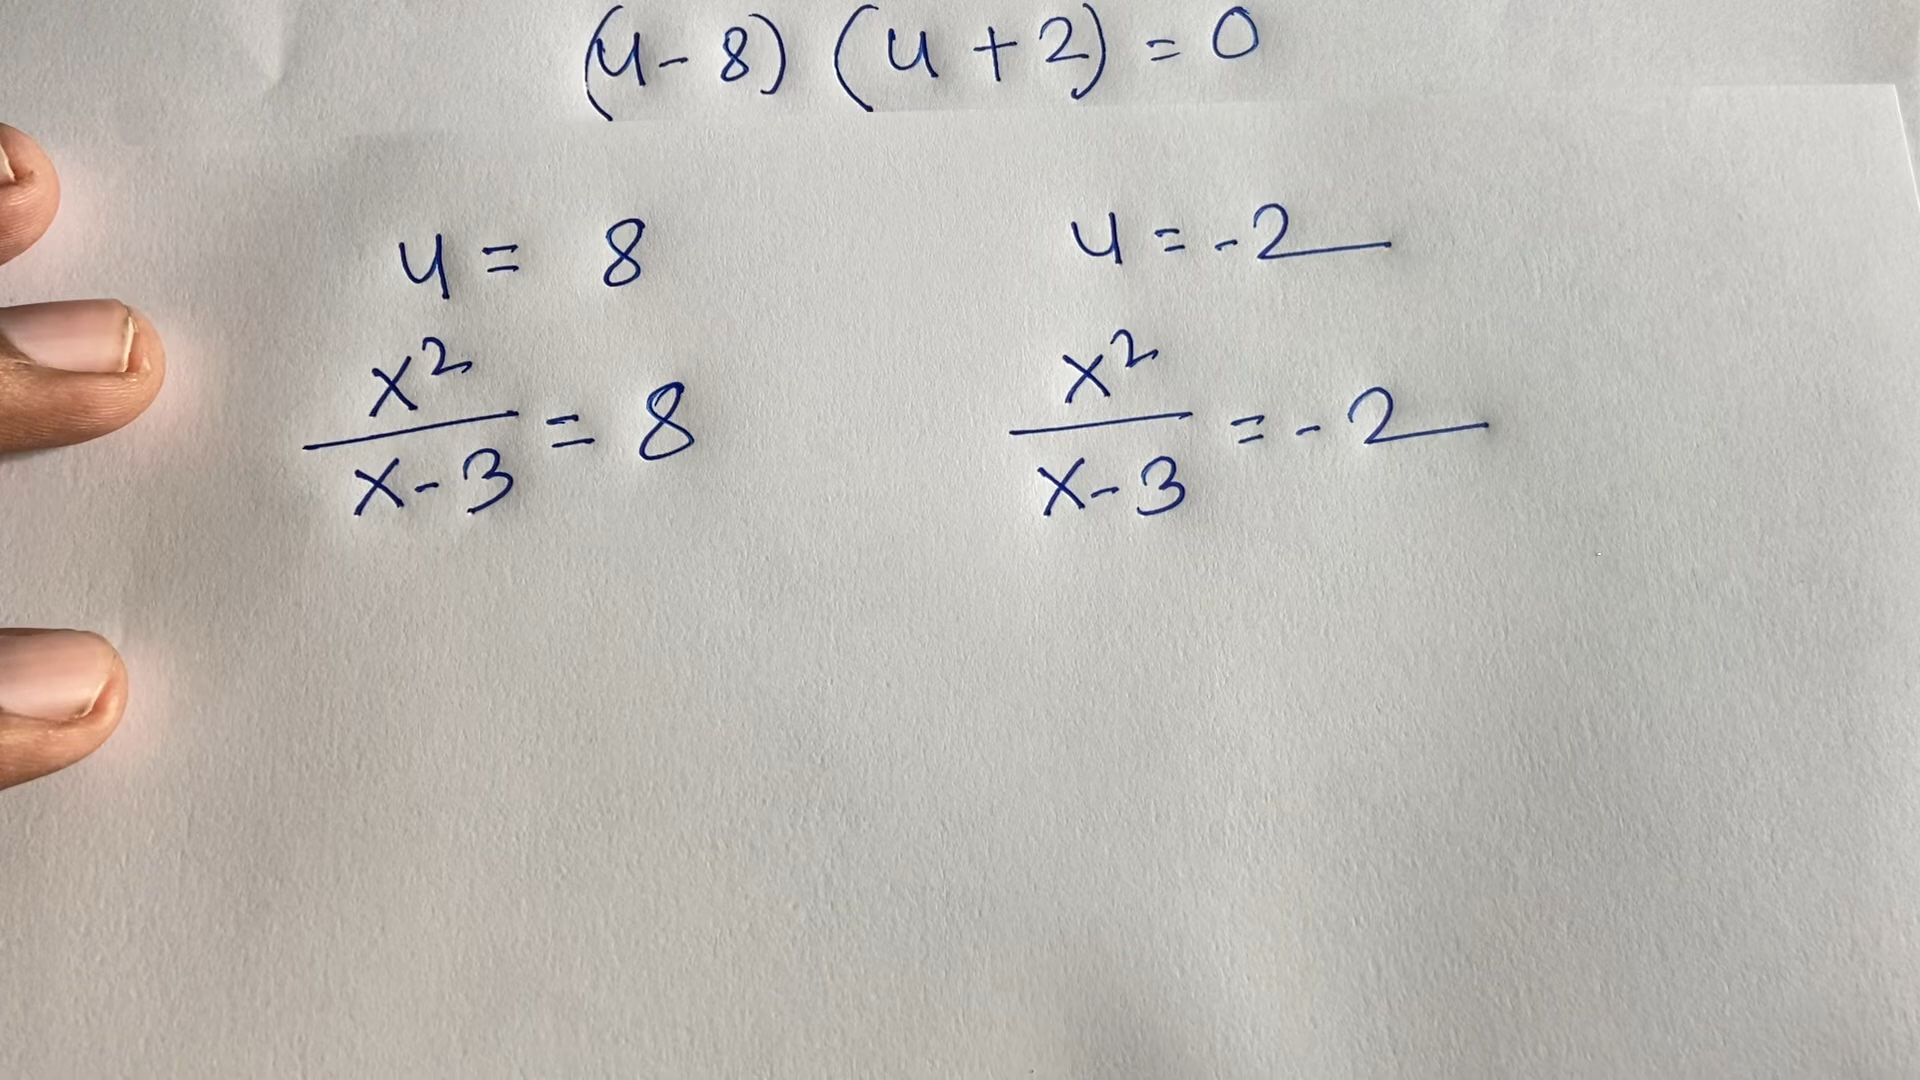 (u-8) (u+2) = 0
u = 8
u = -2
x²/(x-3) = 8
x²/(x-3) = -2